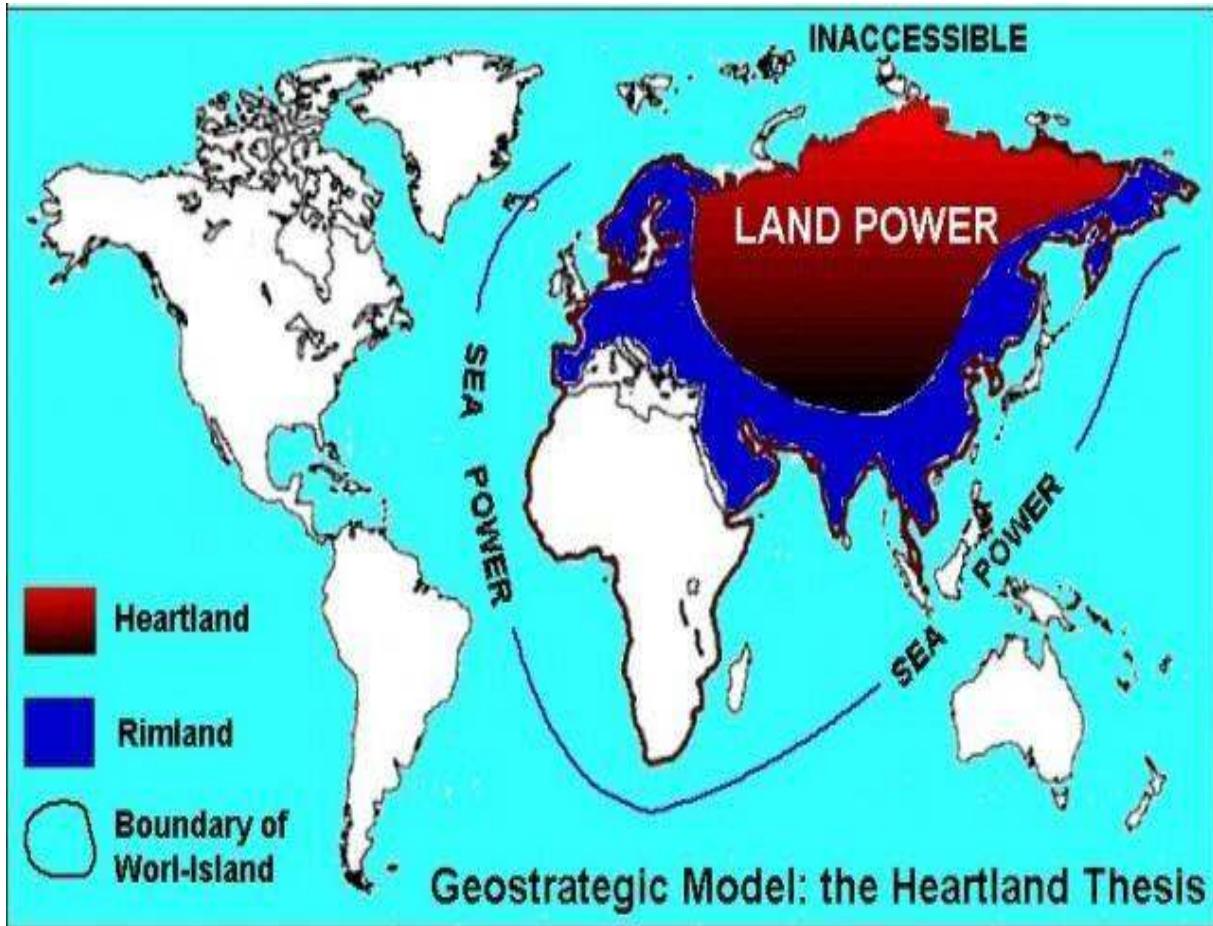 INACCESSIBLE
LAND POWER
SEA POWER
SEA POWER
Heartland
Rimland
Boundary of
Worl-Island
Geostrategic Model: the Heartland Thesis